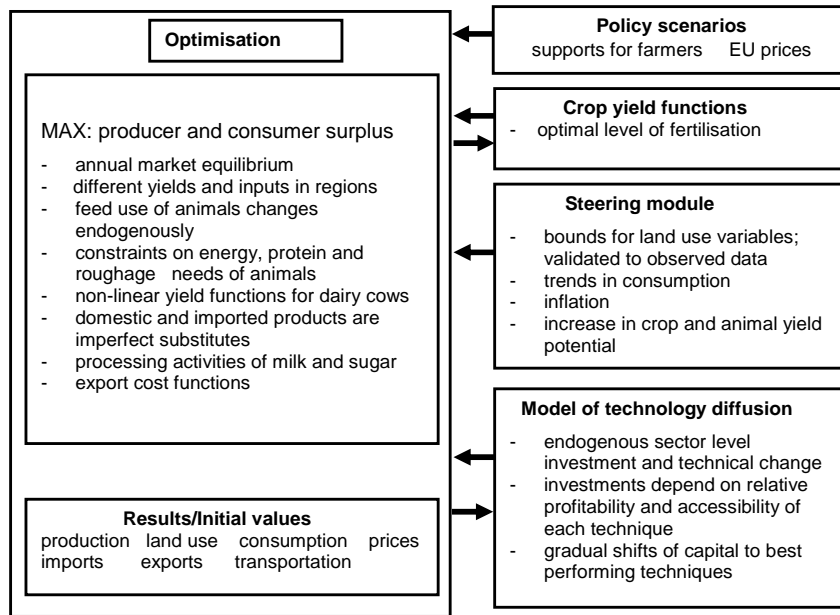 Optimisation
MAX: producer and consumer surplus
- annual market equilibrium
- different yields and inputs in regions
- feed use of animals changes
endogenously
- constraints on energy, protein and
roughage needs of animals
- non-linear yield functions for dairy cows
- domestic and imported products are
imperfect substitutes
- processing activities of milk and sugar
- export cost functions
Results/Initial values
production land use consumption prices
imports exports transportation
Policy scenarios
supports for farmers EU prices
Crop yield functions
- optimal level of fertilisation
Steering module
- bounds for land use variables;
validated to observed data
- trends in consumption
- inflation
- increase in crop and animal yield
potential
Model of technology diffusion
- endogenous sector level
investment and technical change
- investments depend on relative
profitability and accessibility of
each technique
- gradual shifts of capital to best
performing techniques